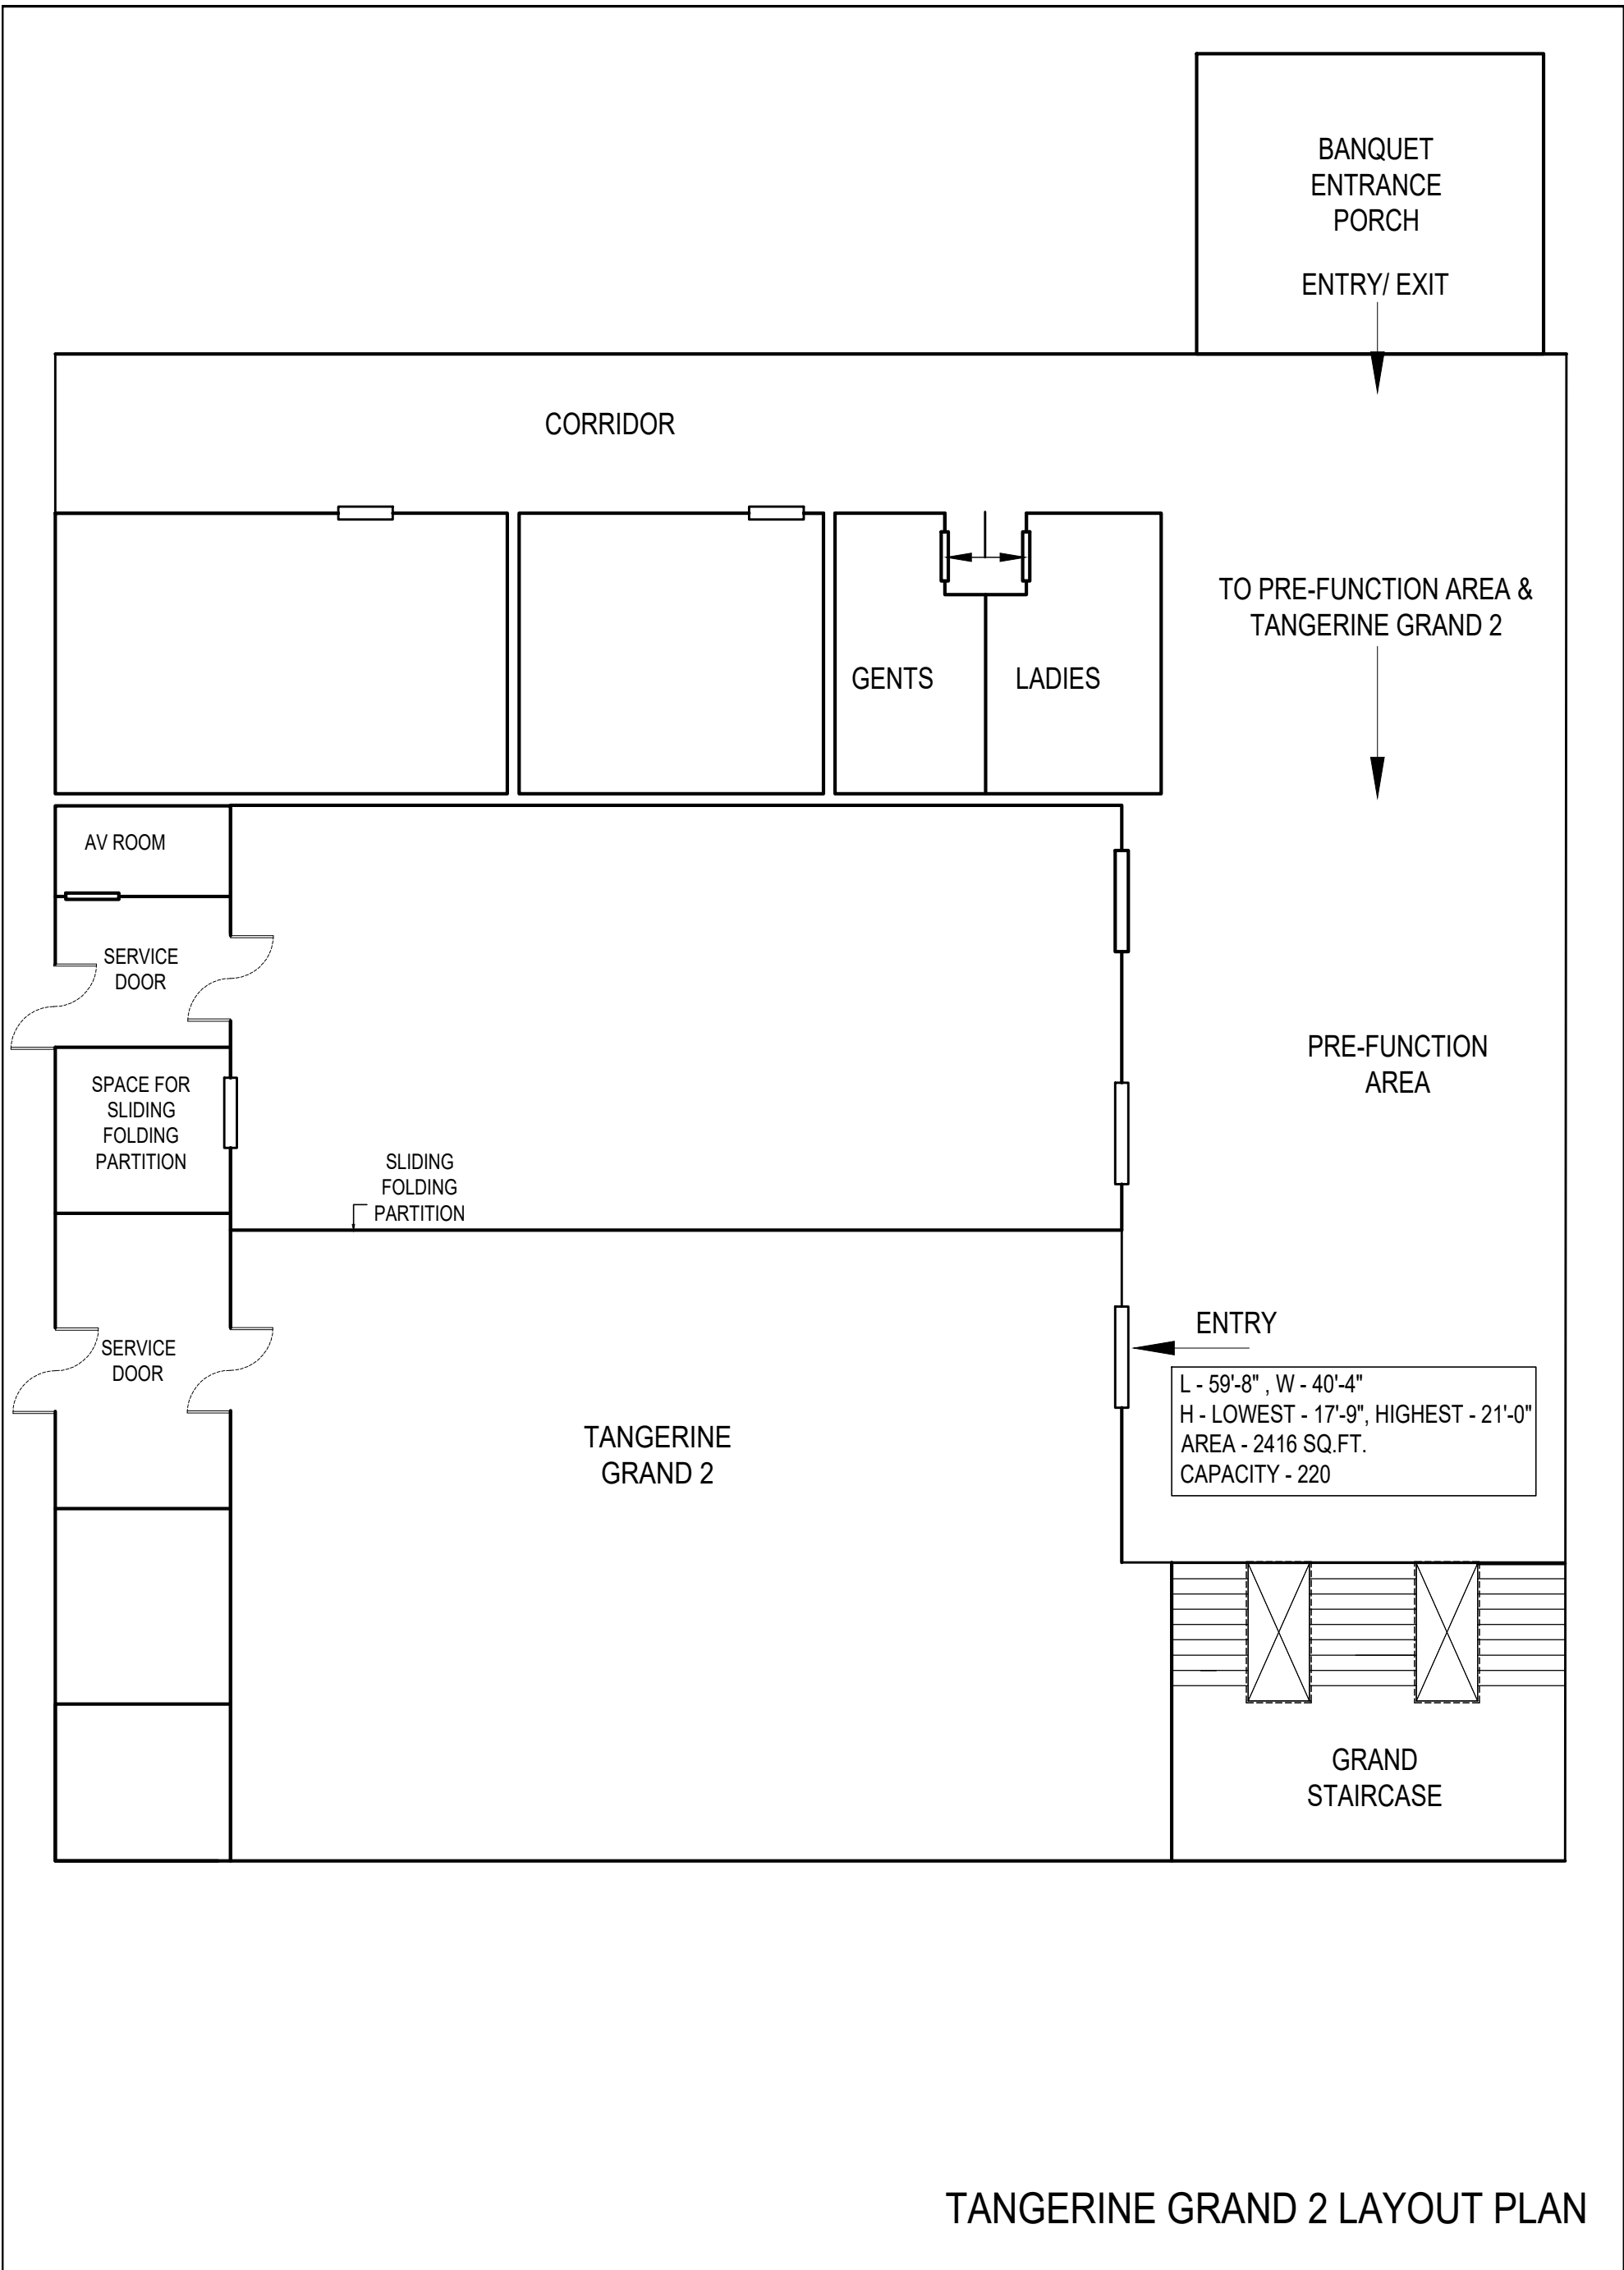 BANQUET
ENTRANCE
PORCH
ENTRY/ EXIT
CORRIDOR
TO PRE-FUNCTION AREA &
TANGERINE GRAND 2
GENTS
LADIES
AV ROOM
SERVICE
DOOR
PRE-FUNCTION
AREA
SPACE FOR
SLIDING
FOLDING
PARTITION
SLIDING
FOLDING
PARTITION
ENTRY
SERVICE
DOOR
L - 59'-8" , W - 40'-4"
H - LOWEST - 17'-9", HIGHEST - 21'-0"
AREA - 2416 SQ.FT.
CAPACITY - 220
TANGERINE
GRAND 2
GRAND
STAIRCASE
TANGERINE GRAND 2 LAYOUT PLAN